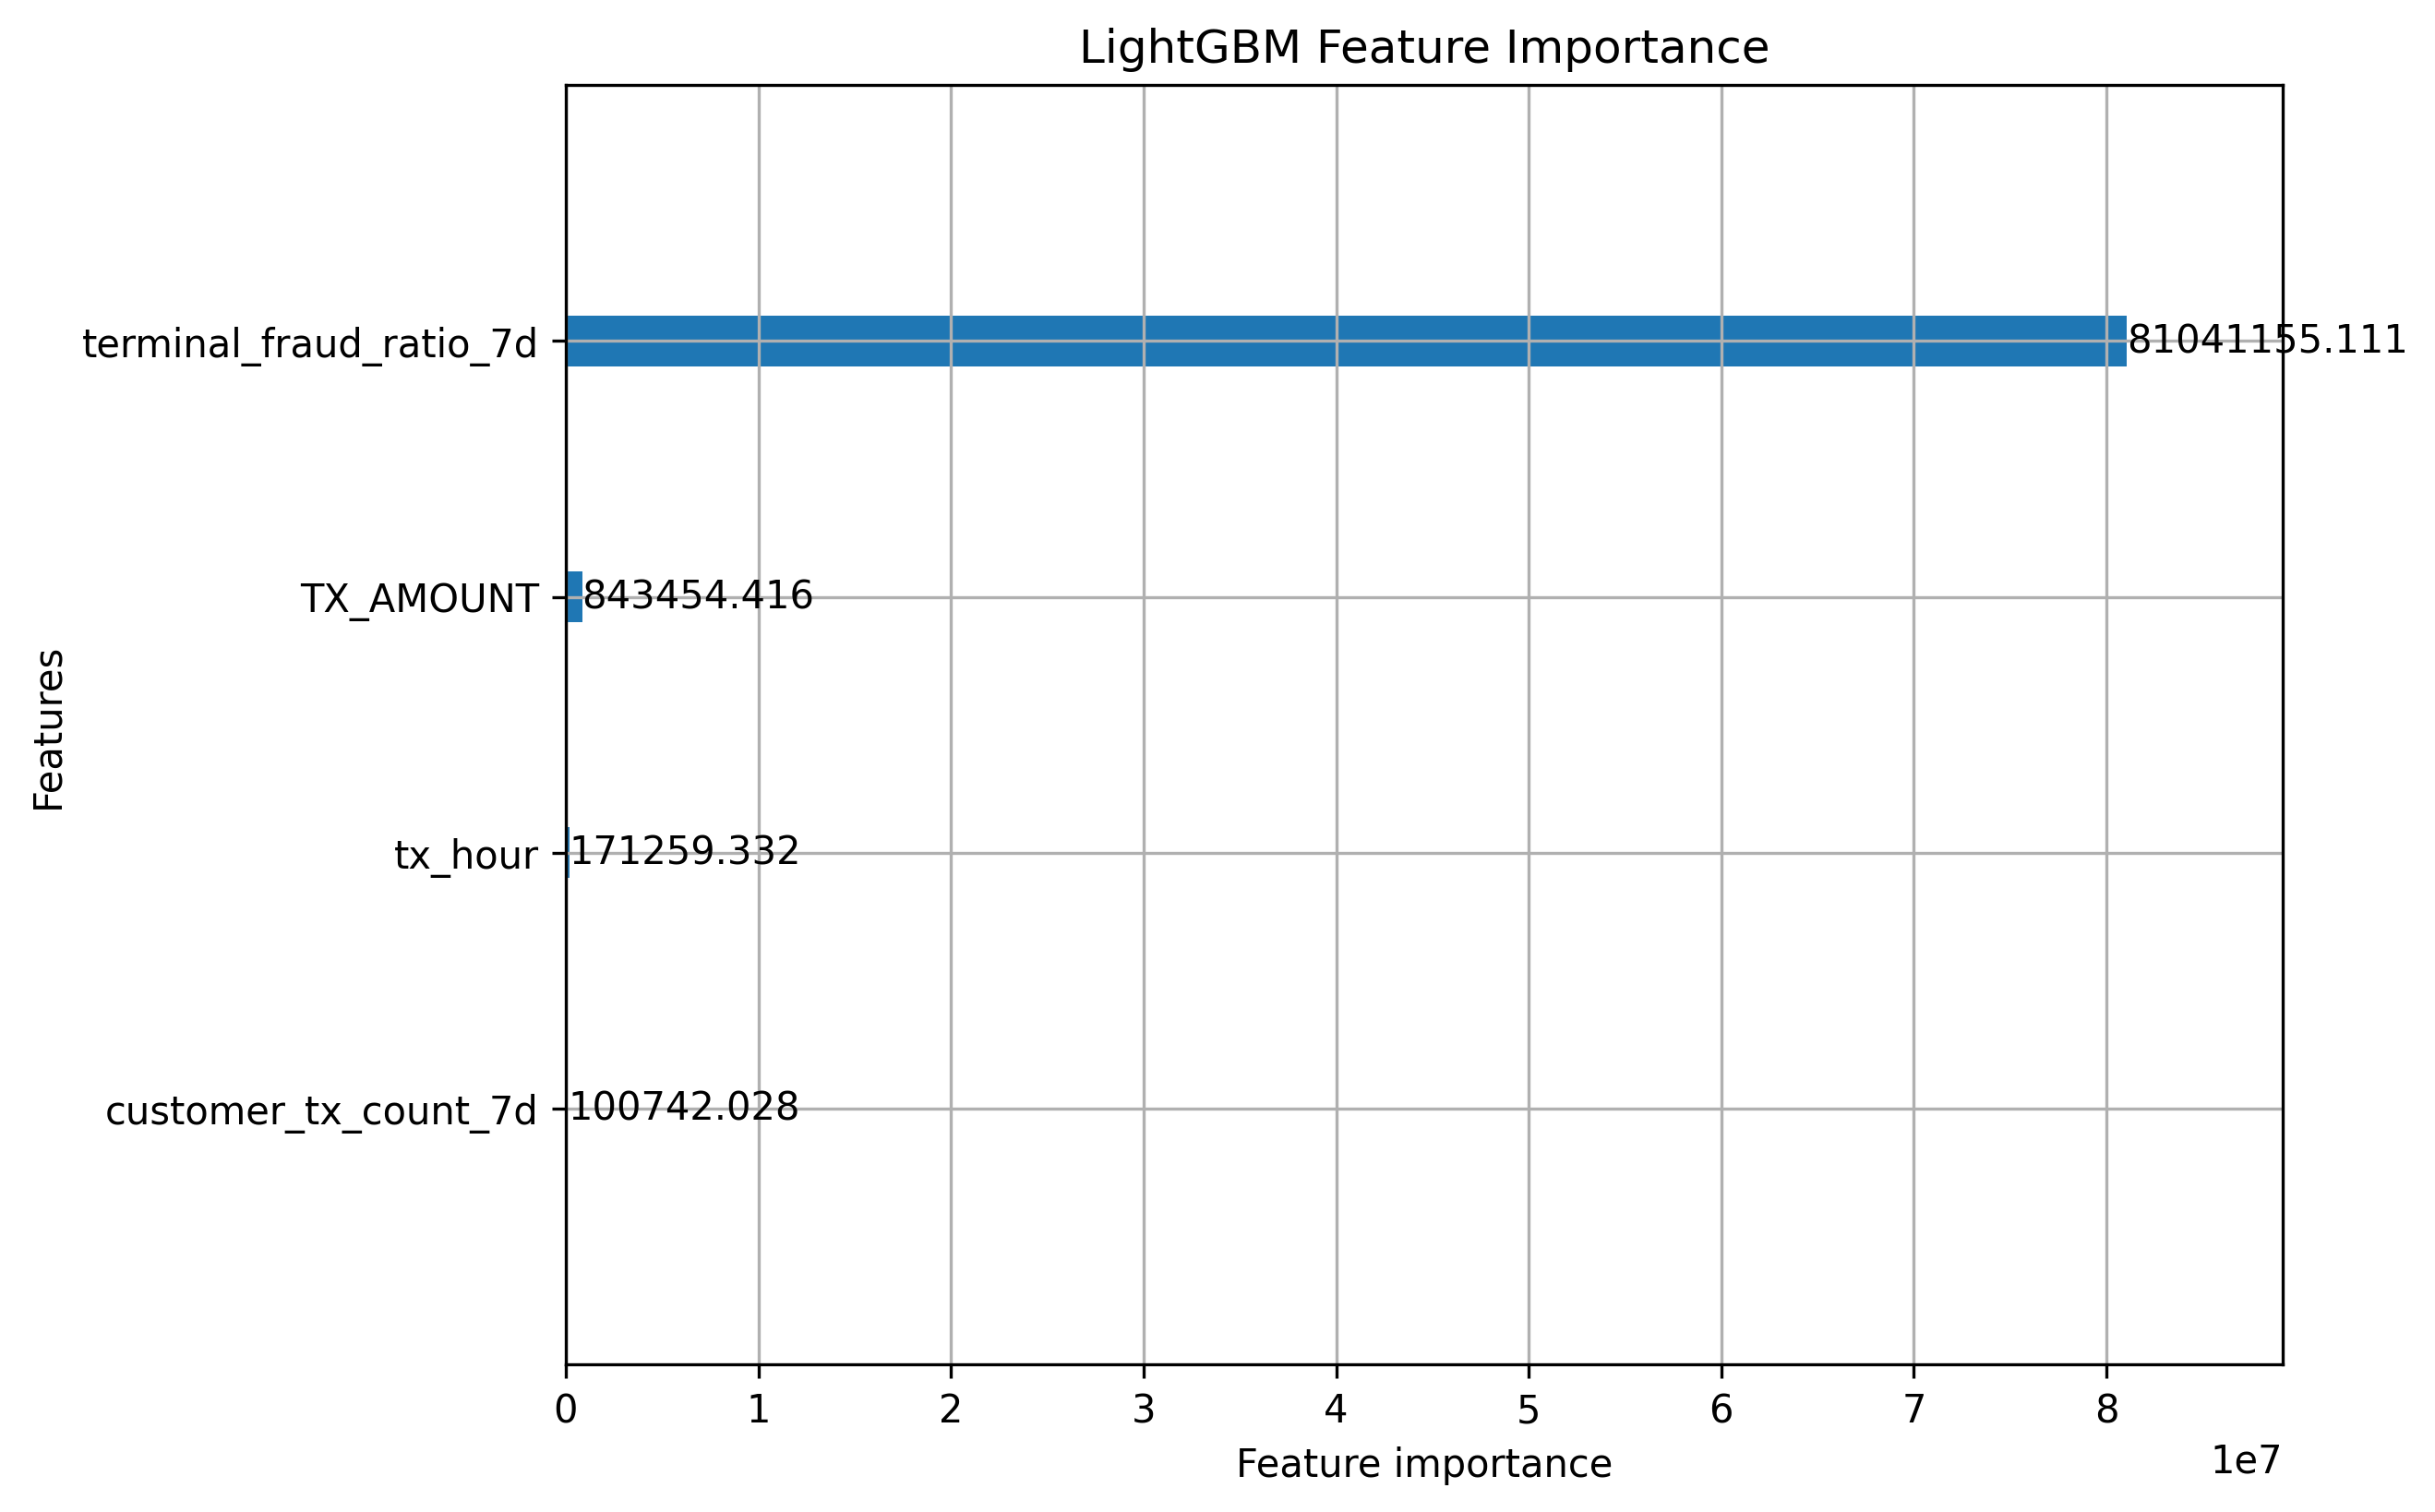 LightGBM Feature Importance
terminal_fraud_ratio_7d
81041155.111
TX_AMOUNT
843454.416
Features
tx_hour
171259.332
customer_tx_count_7d
100742.028
0 1 2 3 4 5 6 7 8
1e7
Feature importance